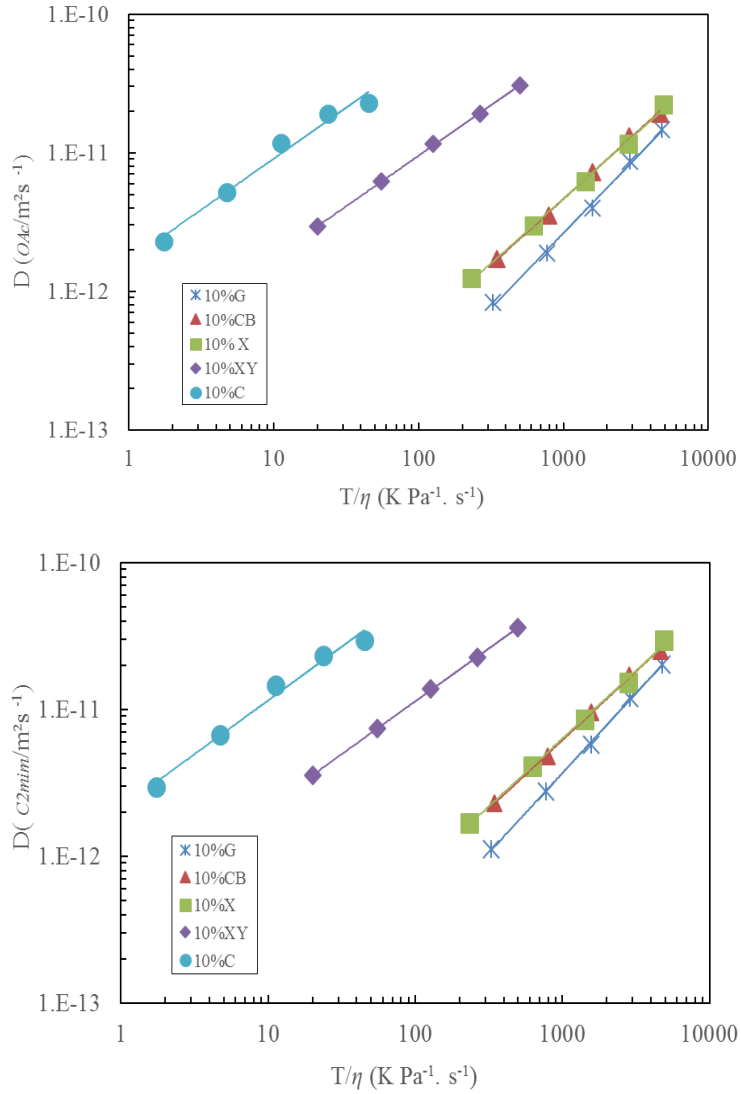 1.E-10
1.E-11
1.E-12
1.E-13
D (OAc/m²s ⁻¹)
10%G
10%CB
10% X
10%XY
10%C
1
10
100
1000
10000
T/η (K Pa⁻¹. s⁻¹)
1.E-10
1.E-11
1.E-12
1.E-13
D( C2mim/m²s ⁻¹)
10%G
10%CB
10%X
10%XY
10%C
1
10
100
1000
10000
T/η (K Pa⁻¹. s⁻¹)